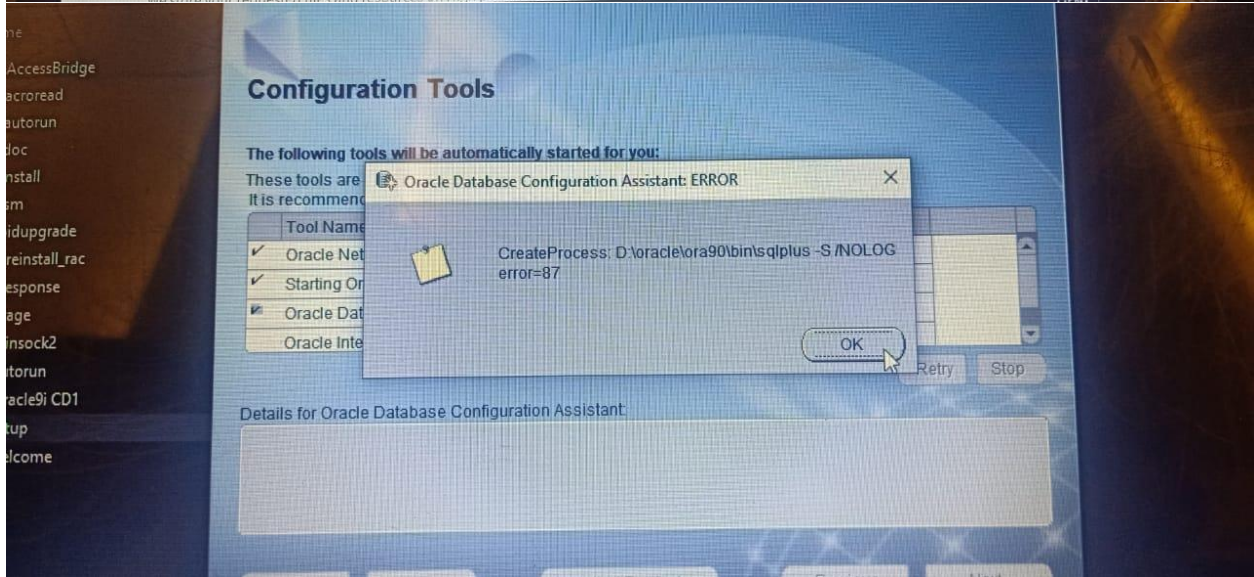 AccessBridge
acroread
autorun
doc
sm
Configuration Tools
The following tools will be automatically started for you:
These tools are
It is recommend
Tool Name
Oracle Net
Starting Or
Oracle Dat
Oracle Inte
Oracle Database Configuration Assistant: ERROR
CreateProcess: D:\oracle\ora90\bin\sqlplus -S /NOLOG
error=87
OK
Retry
Stop
Details for Oracle Database Configuration Assistant:
nstall
idupgrade
reinstall_rac
esponse
age
insock2
torun
acle9i CD1
tup
elcome